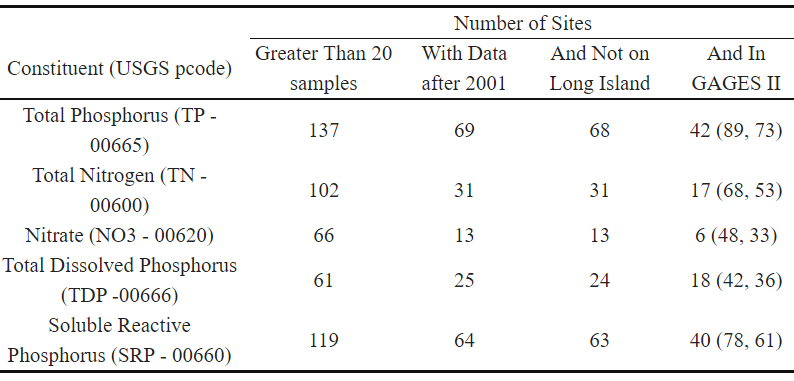 Number of Sites
Constituent (USGS pcode)
Greater Than 20
samples
With Data
after 2001
And Not on
Long Island
And In
GAGES II
Total Phosphorus (TP -
00665)
137
69
68
42 (89, 73)
Total Nitrogen (TN -
00600)
102
31
31
17 (68, 53)
Nitrate (NO3 - 00620)
66
13
13
6 (48, 33)
Total Dissolved Phosphorus
(TDP -00666)
61
25
24
18 (42, 36)
Soluble Reactive
Phosphorus (SRP - 00660)
119
64
63
40 (78, 61)